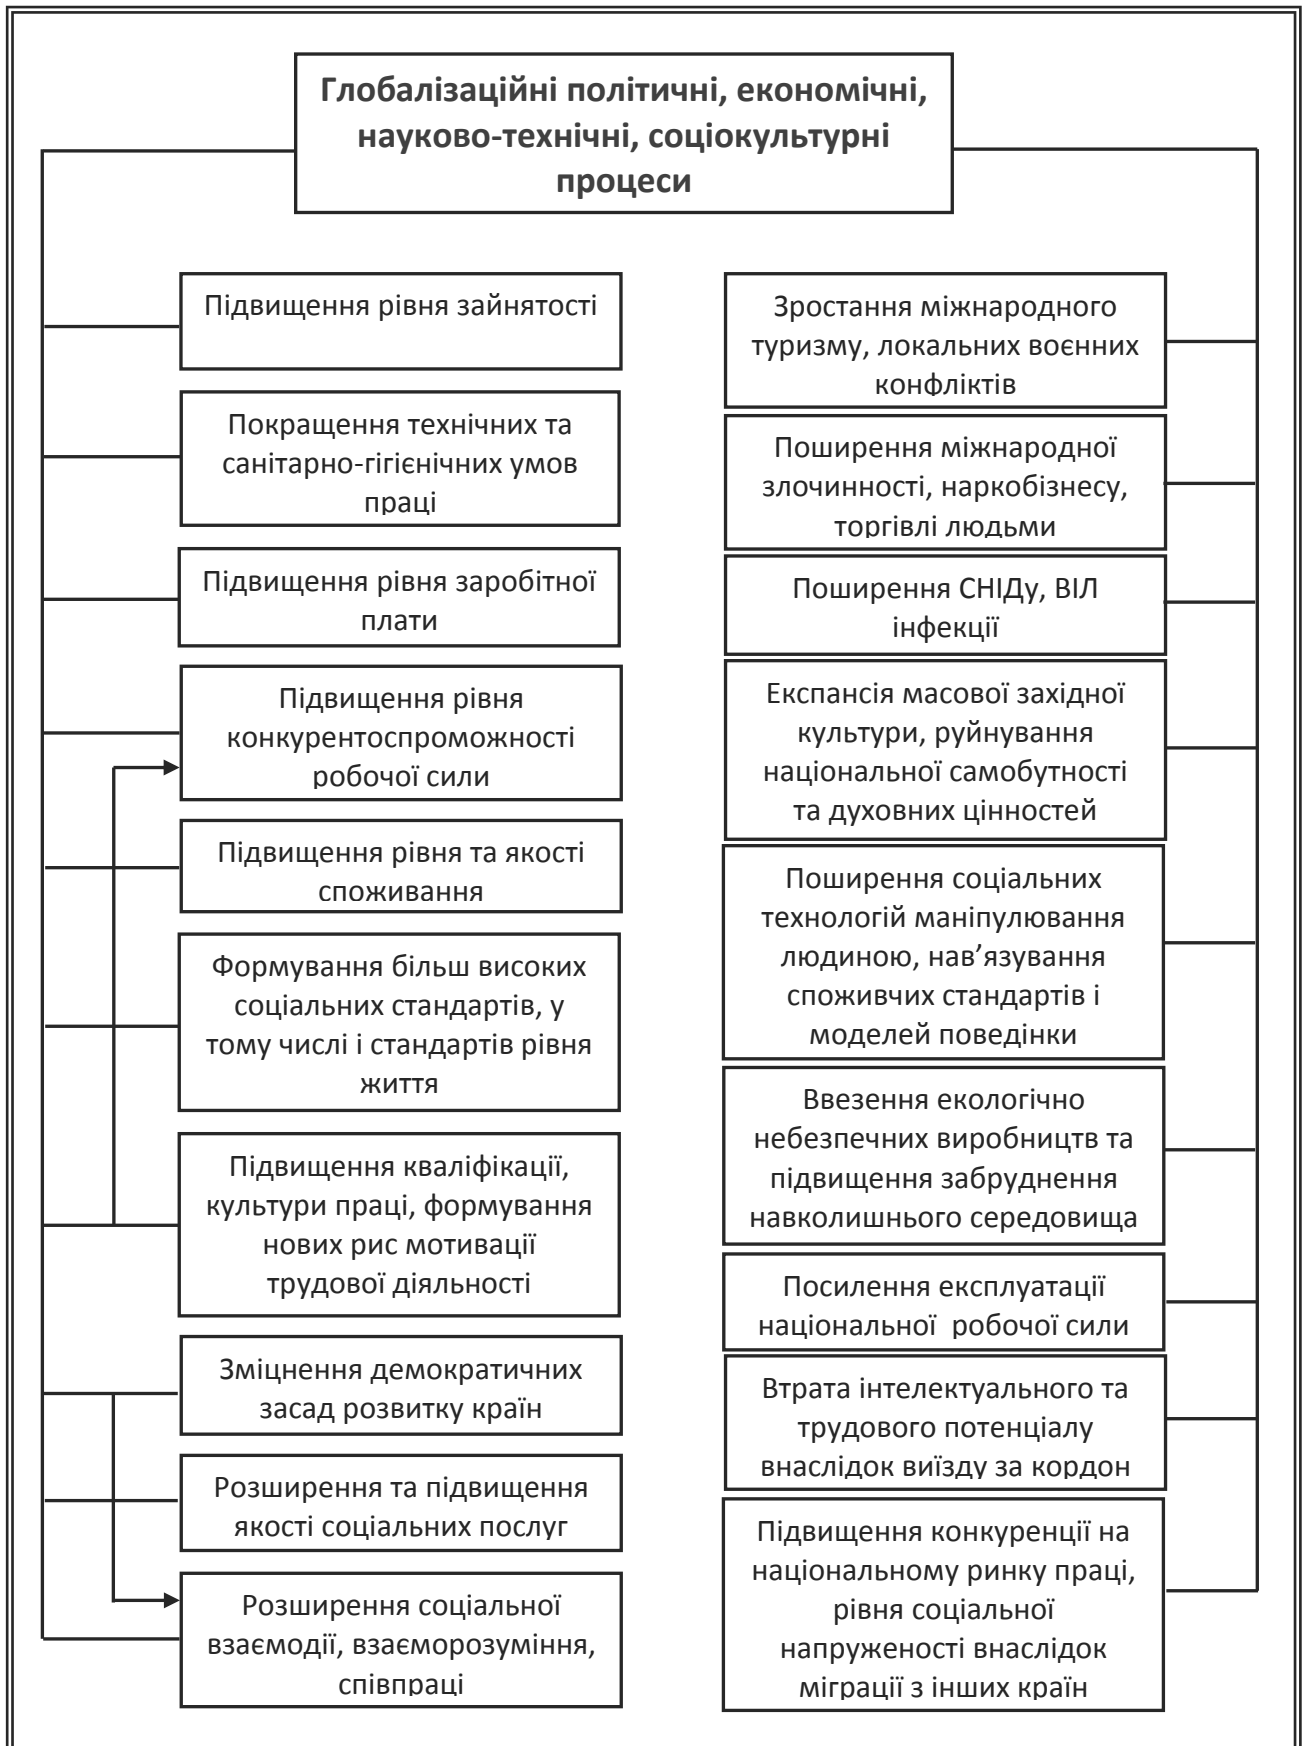 Глобалізаційні політичні, економічні,
науково-технічні, соціокультурні
процеси
Підвищення рівня зайнятості
Покращення технічних та
санітарно-гігієнічних умов
праці
Підвищення рівня заробітної
плати
Підвищення рівня
конкурентоспроможності
робочої сили
Підвищення рівня та якості
споживання
Формування більш високих
соціальних стандартів, у
тому числі і стандартів рівня
життя
Підвищення кваліфікації,
культури праці, формування
нових рис мотивації
трудової діяльності
Зміцнення демократичних
засад розвитку країн
Розширення та підвищення
якості соціальних послуг
Розширення соціальної
взаємодії, взаєморозуміння,
співпраці
Зростання міжнародного
туризму, локальних воєнних
конфліктів
Поширення міжнародної
злочинності, наркобізнесу,
торгівлі людьми
Поширення СНІДу, ВІЛ
інфекції
Експансія масової західної
культури, руйнування
національної самобутності
та духовних цінностей
Поширення соціальних
технологій маніпулювання
людиною, нав’язування
споживчих стандартів і
моделей поведінки
Ввезення екологічно
небезпечних виробництв та
підвищення забруднення
навколишнього середовища
Посилення експлуатації
національної робочої сили
Втрата інтелектуального та
трудового потенціалу
внаслідок виїзду за кордон
Підвищення конкуренції на
національному ринку праці,
рівня соціальної
напруженості внаслідок
міграції з інших країн